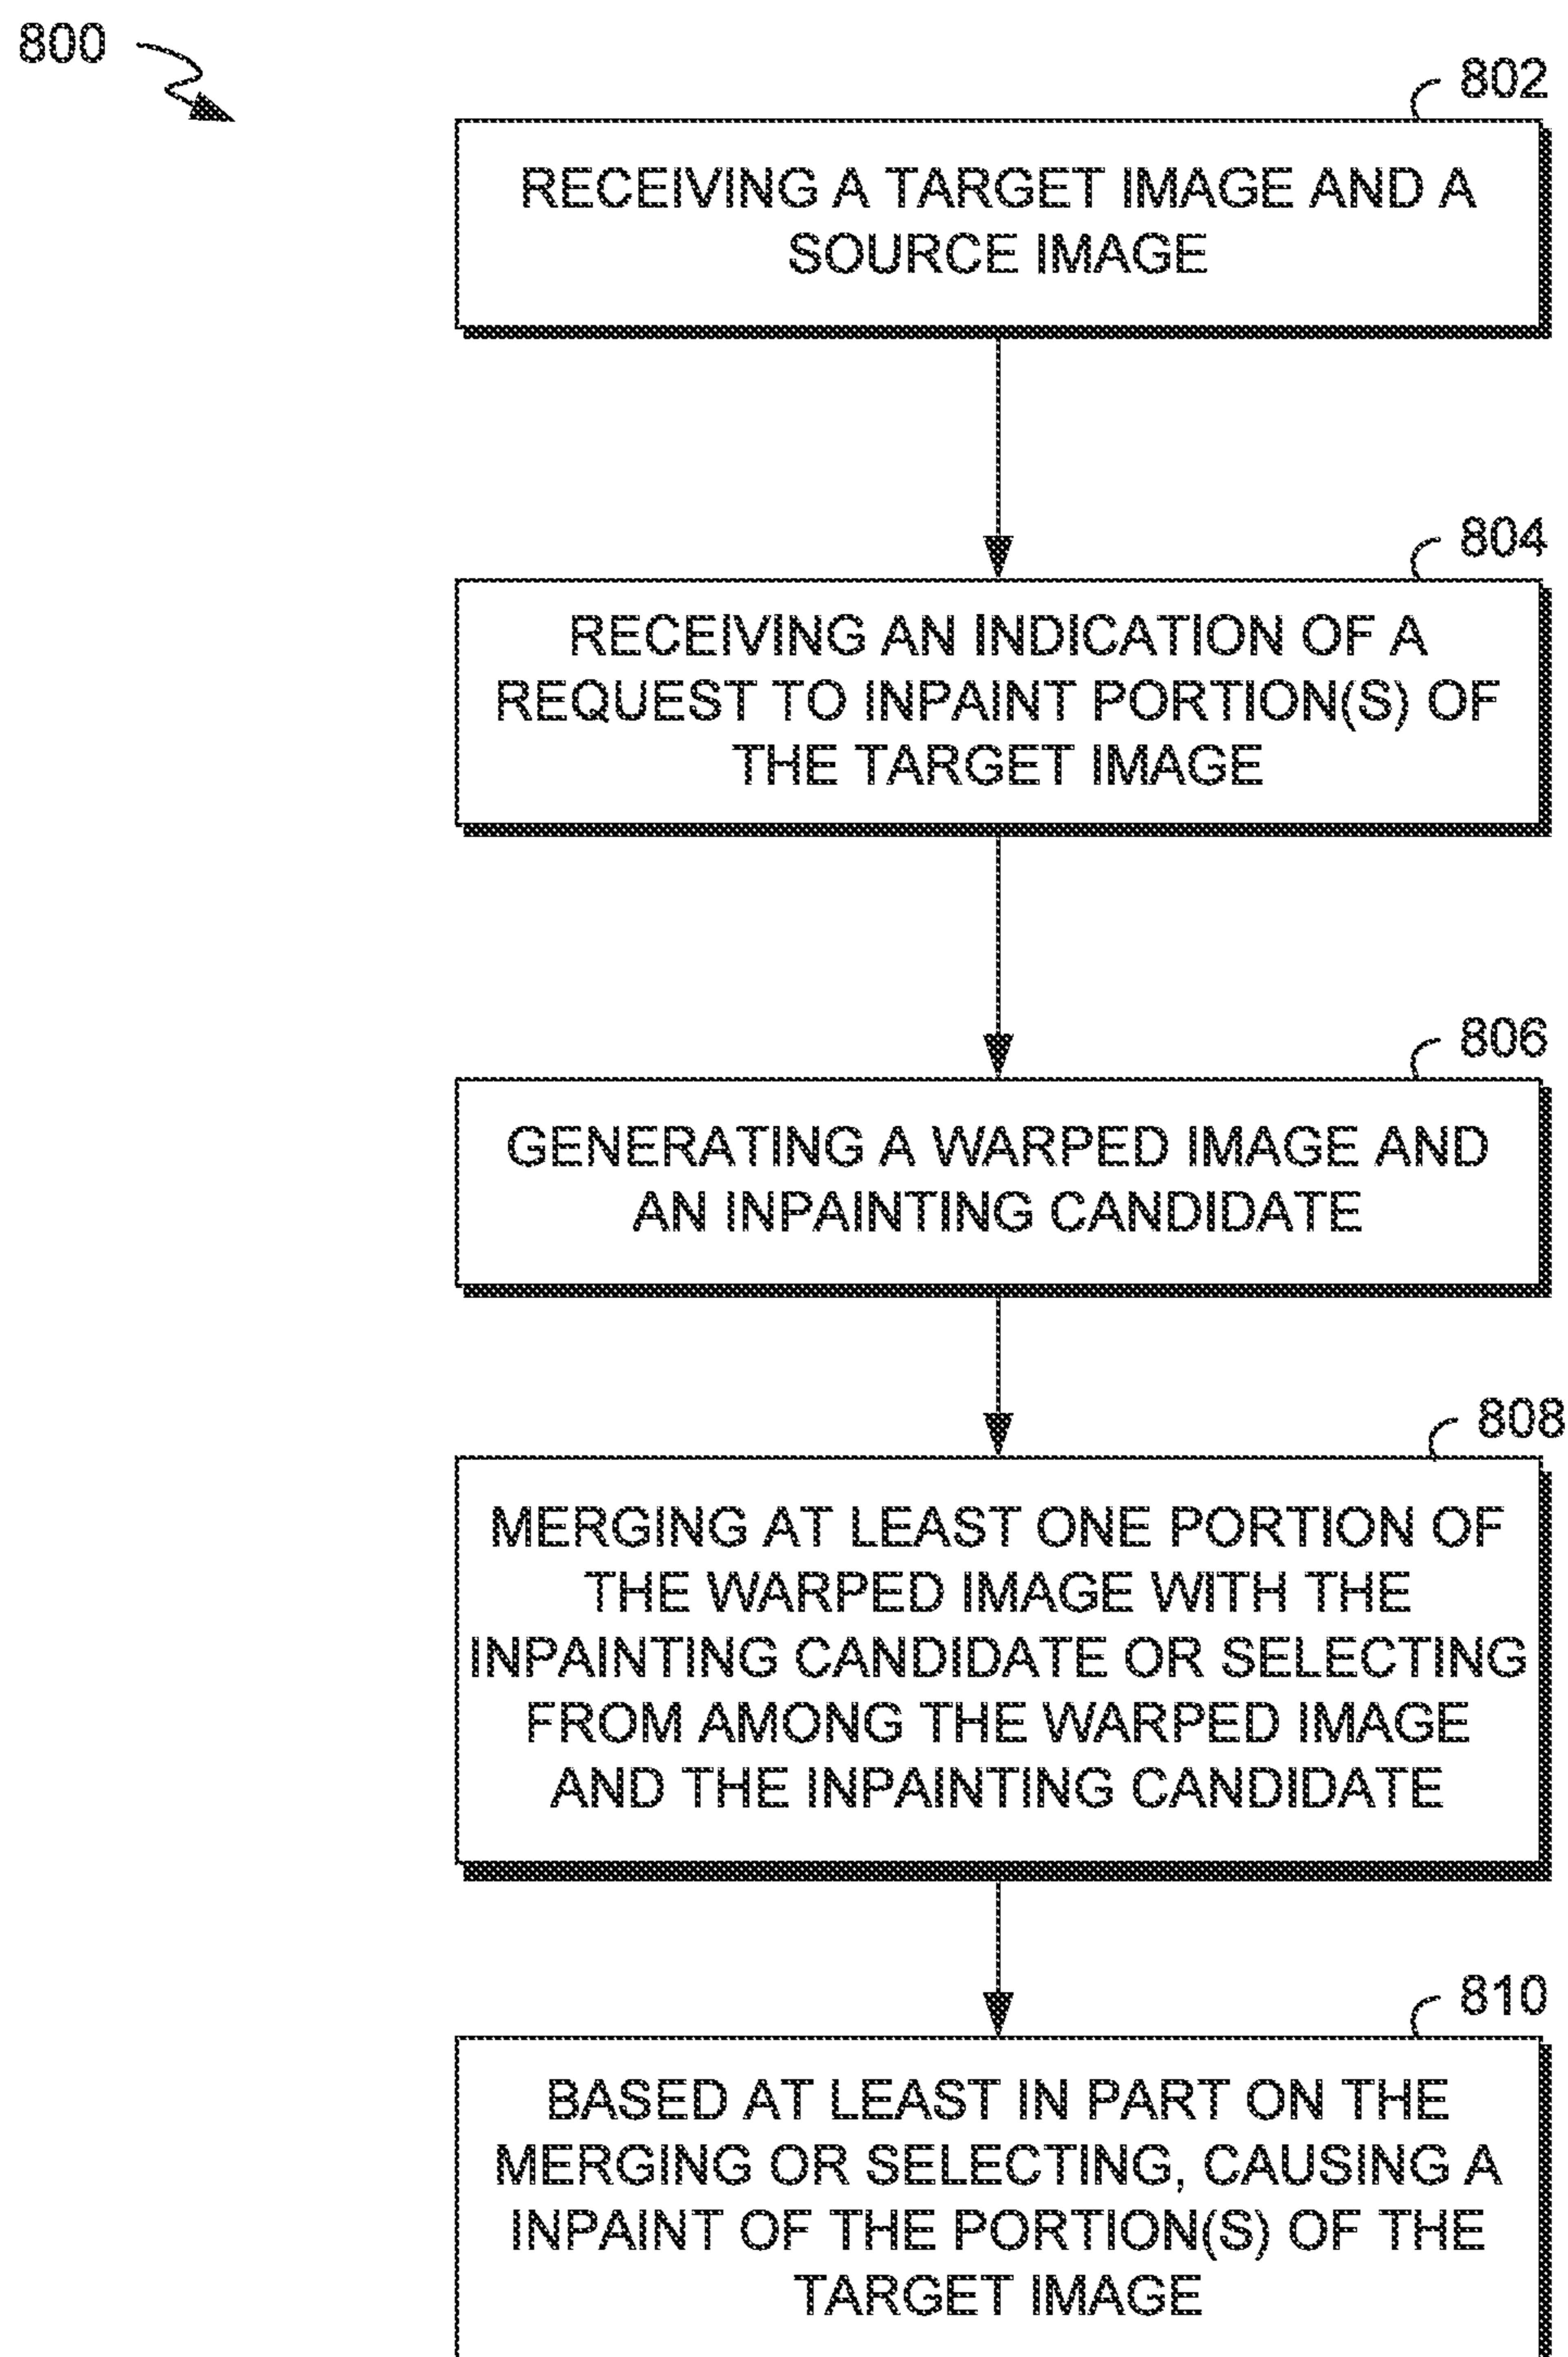 800
802
RECEIVING A TARGET IMAGE AND A
SOURCE IMAGE
804
RECEIVING AN INDICATION OF A
REQUEST TO INPAINT PORTION(S) OF
THE TARGET IMAGE
806
GENERATING A WARPED IMAGE AND
AN INPAINTING CANDIDATE
808
MERGING AT LEAST ONE PORTION OF
THE WARPED IMAGE WITH THE
INPAINTING CANDIDATE OR SELECTING
FROM AMONG THE WARPED IMAGE
AND THE INPAINTING CANDIDATE
810
BASED AT LEAST IN PART ON THE
MERGING OR SELECTING, CAUSING A
INPAINT OF THE PORTION(S) OF THE
TARGET IMAGE